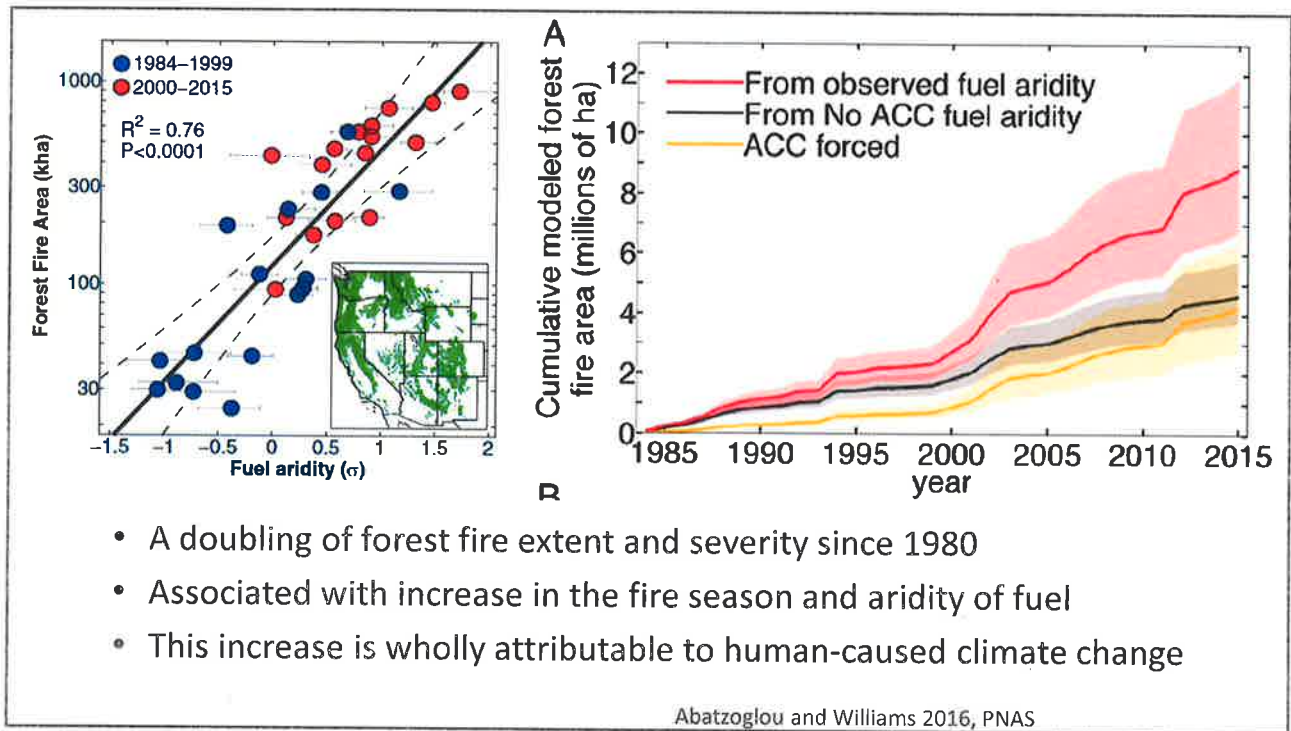 1984–1999
2000–2015
R² = 0.76
P<0.0001
Forest Fire Area (kha)
1000
300
100
30
−1.5 −1 −0.5 0 0.5 1 1.5 2
Fuel aridity (σ)
A
Cumulative modeled forest
fire area (millions of ha)
From observed fuel aridity
From No ACC fuel aridity
ACC forced
12
10
8
6
4
2
0
1985 1990 1995 2000 2005 2010 2015
year
B
• A doubling of forest fire extent and severity since 1980
• Associated with increase in the fire season and aridity of fuel
• This increase is wholly attributable to human-caused climate change
Abatzoglou and Williams 2016, PNAS